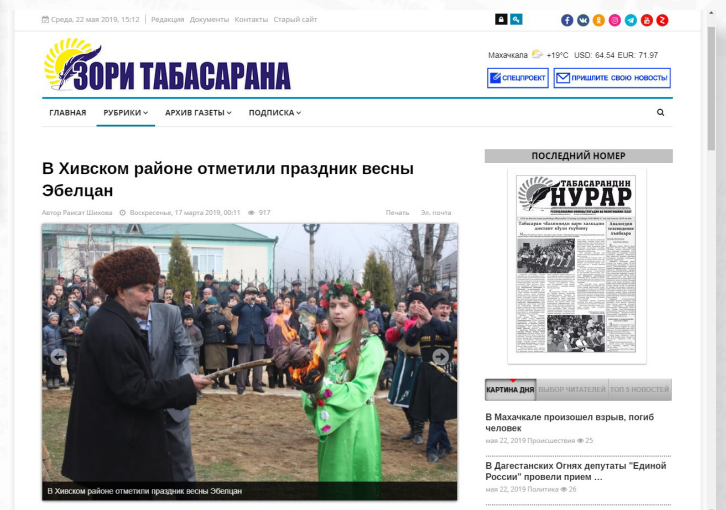 Среда, 22 мая 2019, 15:12 Редакция Документы Контакты Старый сайт
ЗОРИ ТАБАСАРАНА
Махачкала +19°C USD: 64.54 EUR: 71.97
СПЕЦПРОЕКТ ПРИШЛИТЕ СВОЮ НОВОСТЬ!
ГЛАВНАЯ РУБРИКИ АРХИВ ГАЗЕТЫ ПОДПИСКА
В Хивском районе отметили праздник весны
Эбелцан
Автор Рамсат Шихова Воскресенье, 17 марта 2019, 00:11 917 Печать Эл. почта
В Хивском районе отметили праздник весны Эбелцан
ПОСЛЕДНИЙ НОМЕР
ТАБАСАРАНДИН
НУРАР
КАРТИНА ДНЯ ВЫБОР ЧИТАТЕЛЕЙ ТОП-5 НОВОСТЕЙ
В Махачкале произошел взрыв, погиб
человек
мая 22, 2019 Происшествия 25
В Дагестанских Огнях депутаты "Единой
России" провели прием ...
мая 22, 2019 Политика 26